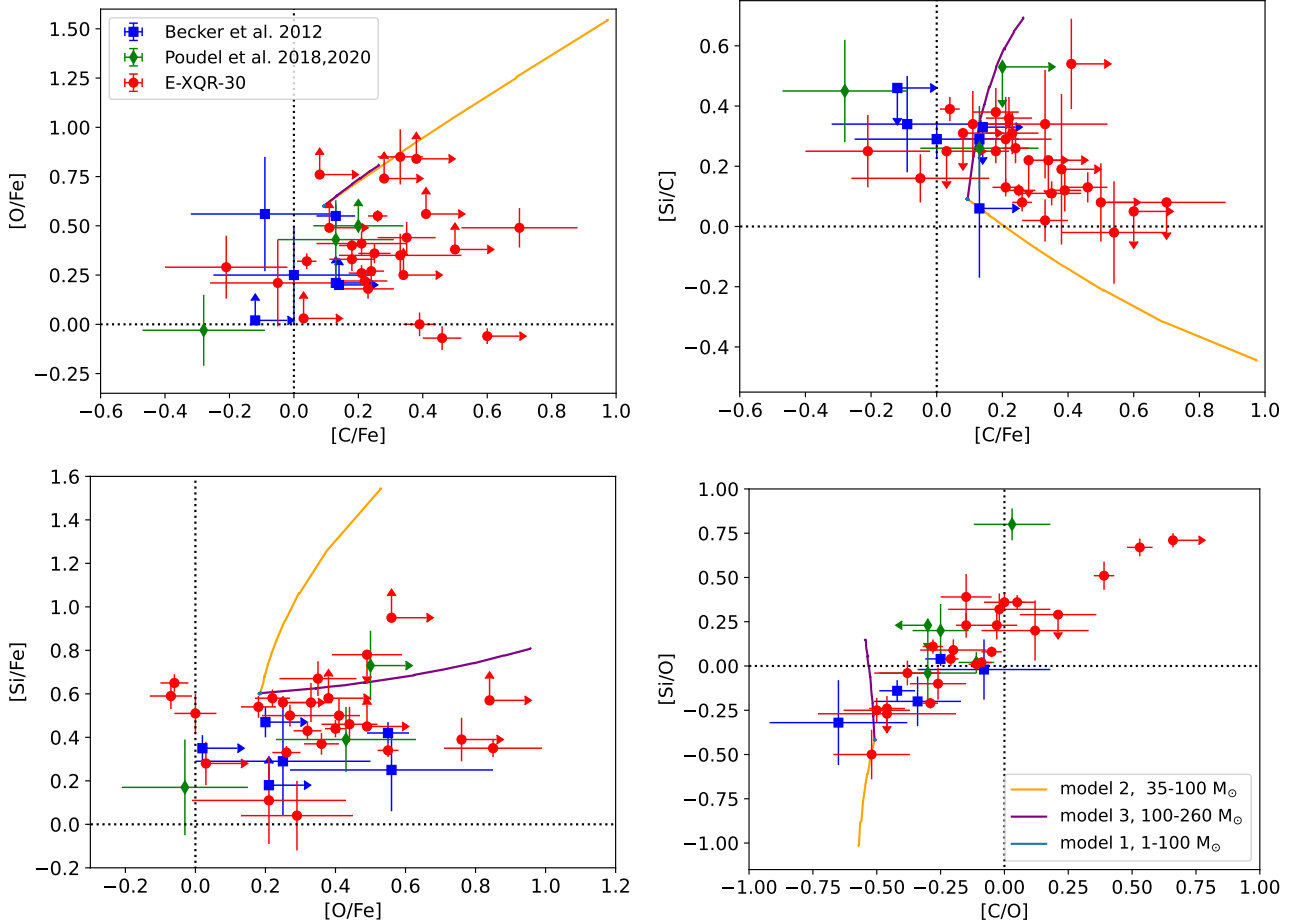 1.50
1.25
1.00
0.75
0.50
0.25
0.00
−0.25
[O/Fe]
Becker et al. 2012
Poudel et al. 2018,2020
E-XQR-30
−0.6 −0.4 −0.2 0.0 0.2 0.4 0.6 0.8 1.0
[C/Fe]
0.6
0.4
0.2
0.0
−0.2
−0.4
[Si/C]
−0.6 −0.4 −0.2 0.0 0.2 0.4 0.6 0.8 1.0
[C/Fe]
1.6
1.4
1.2
1.0
0.8
0.6
0.4
0.2
0.0
−0.2
[Si/Fe]
−0.2 0.0 0.2 0.4 0.6 0.8 1.0 1.2
[O/Fe]
1.00
0.75
0.50
0.25
0.00
−0.25
−0.50
−0.75
−1.00
[Si/O]
model 2, 35-100 M☉
model 3, 100-260 M☉
model 1, 1-100 M☉
−1.00 −0.75 −0.50 −0.25 0.00 0.25 0.50 0.75 1.00
[C/O]